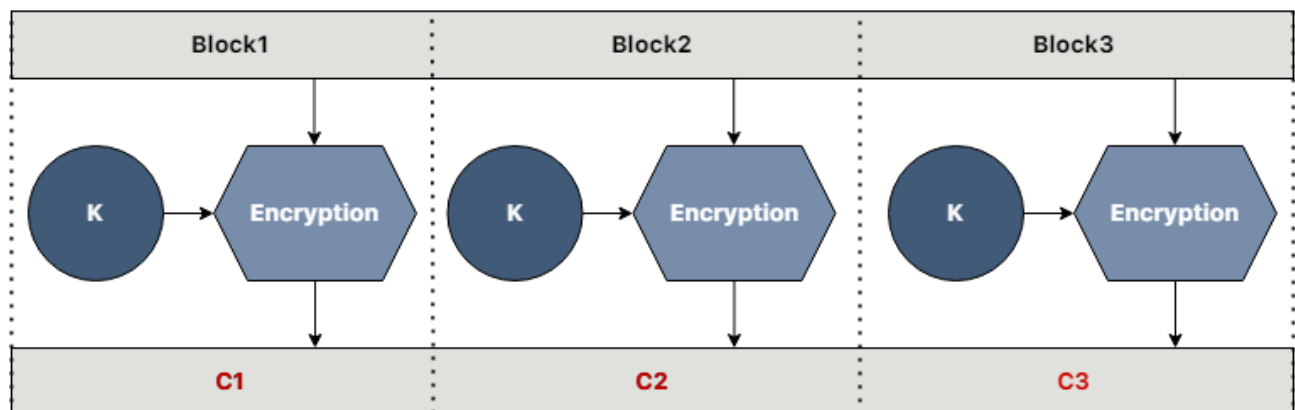 Block1 Block2 Block3
K Encryption K Encryption K Encryption
C1 C2 C3